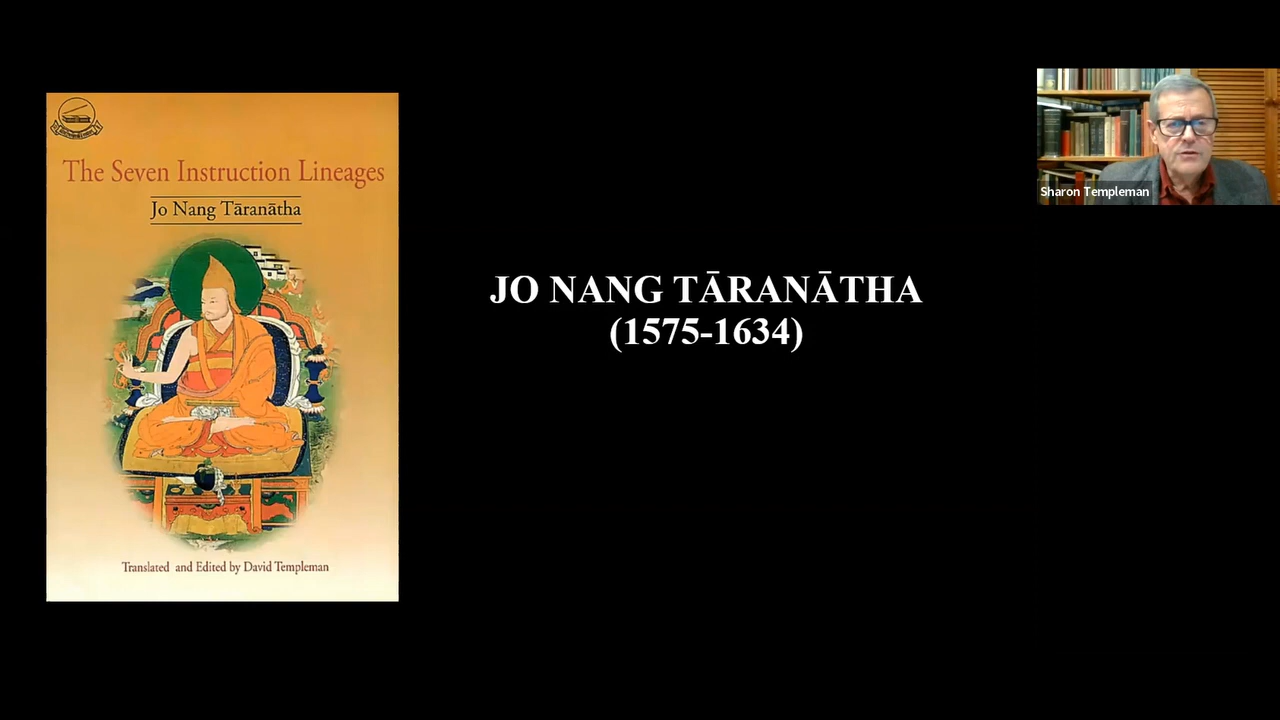 The Seven Instruction Lineages
Jo Nang Tāranātha
Translated and Edited by David Templeman
JO NANG TĀRANĀTHA
(1575-1634)
Sharon Templeman